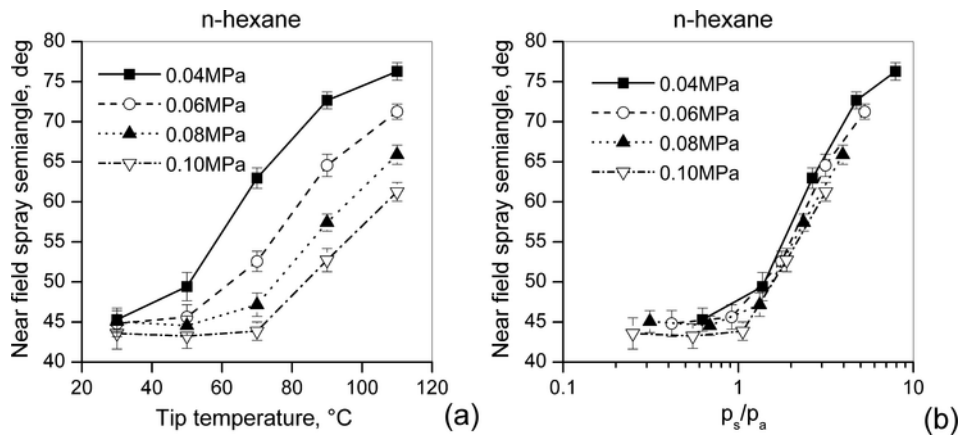 n-hexane
Near field spray semiangle, deg
80
75
70
65
60
55
50
45
40
0.04MPa
0.06MPa
0.08MPa
0.10MPa
20 40 60 80 100 120
Tip temperature, °C
(a)
n-hexane
Near field spray semiangle, deg
80
75
70
65
60
55
50
45
40
0.04MPa
0.06MPa
0.08MPa
0.10MPa
0.1 1 10
ps/pa
(b)